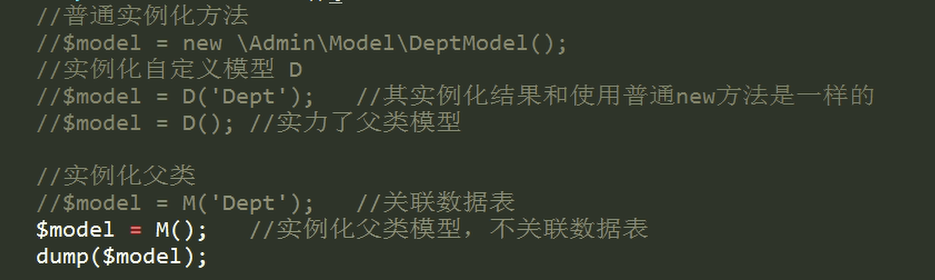 //普通实例化方法
//$model = new \Admin\Model\DeptModel();
//实例化自定义模型 D
//$model = D('Dept');   //其实例化结果和使用普通new方法是一样的
//$model = D(); //实力了父类模型
//实例化父类
//$model = M('Dept');   //关联数据表
$model = M();   //实例化父类模型，不关联数据表
dump($model);